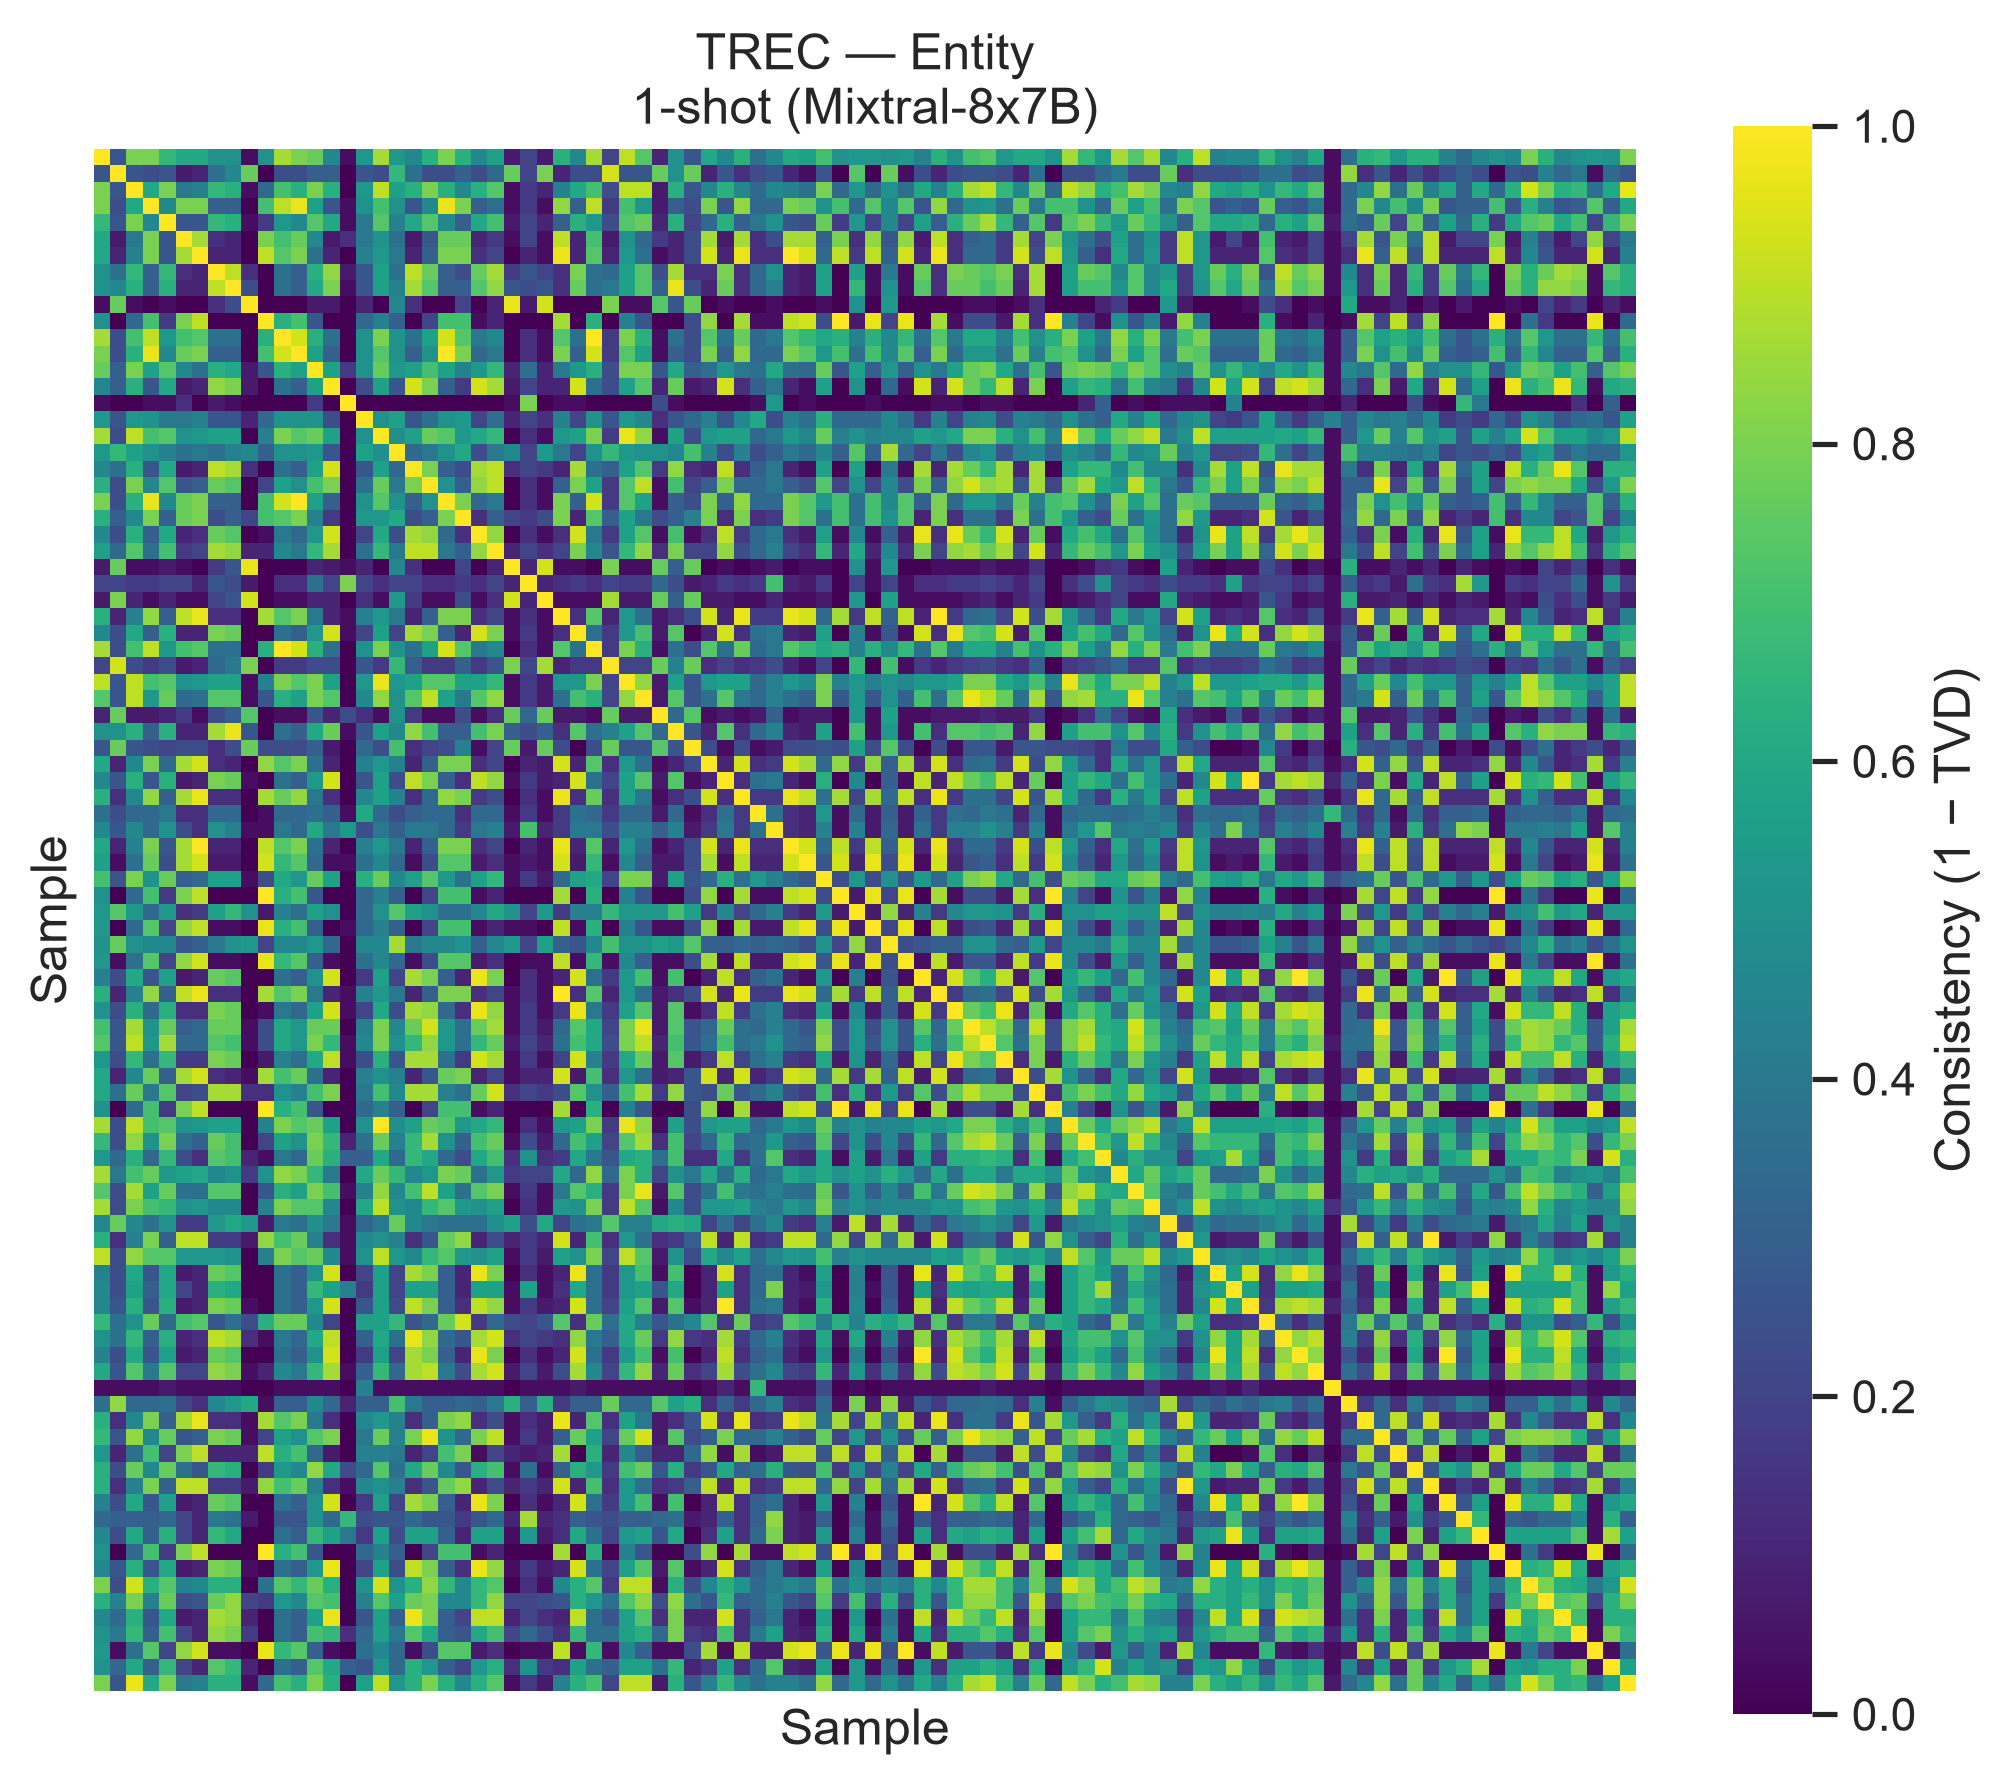 TREC — Entity
1-shot (Mixtral-8x7B)
Sample
Sample
1.0
0.8
0.6
0.4
0.2
0.0
Consistency (1 − TVD)